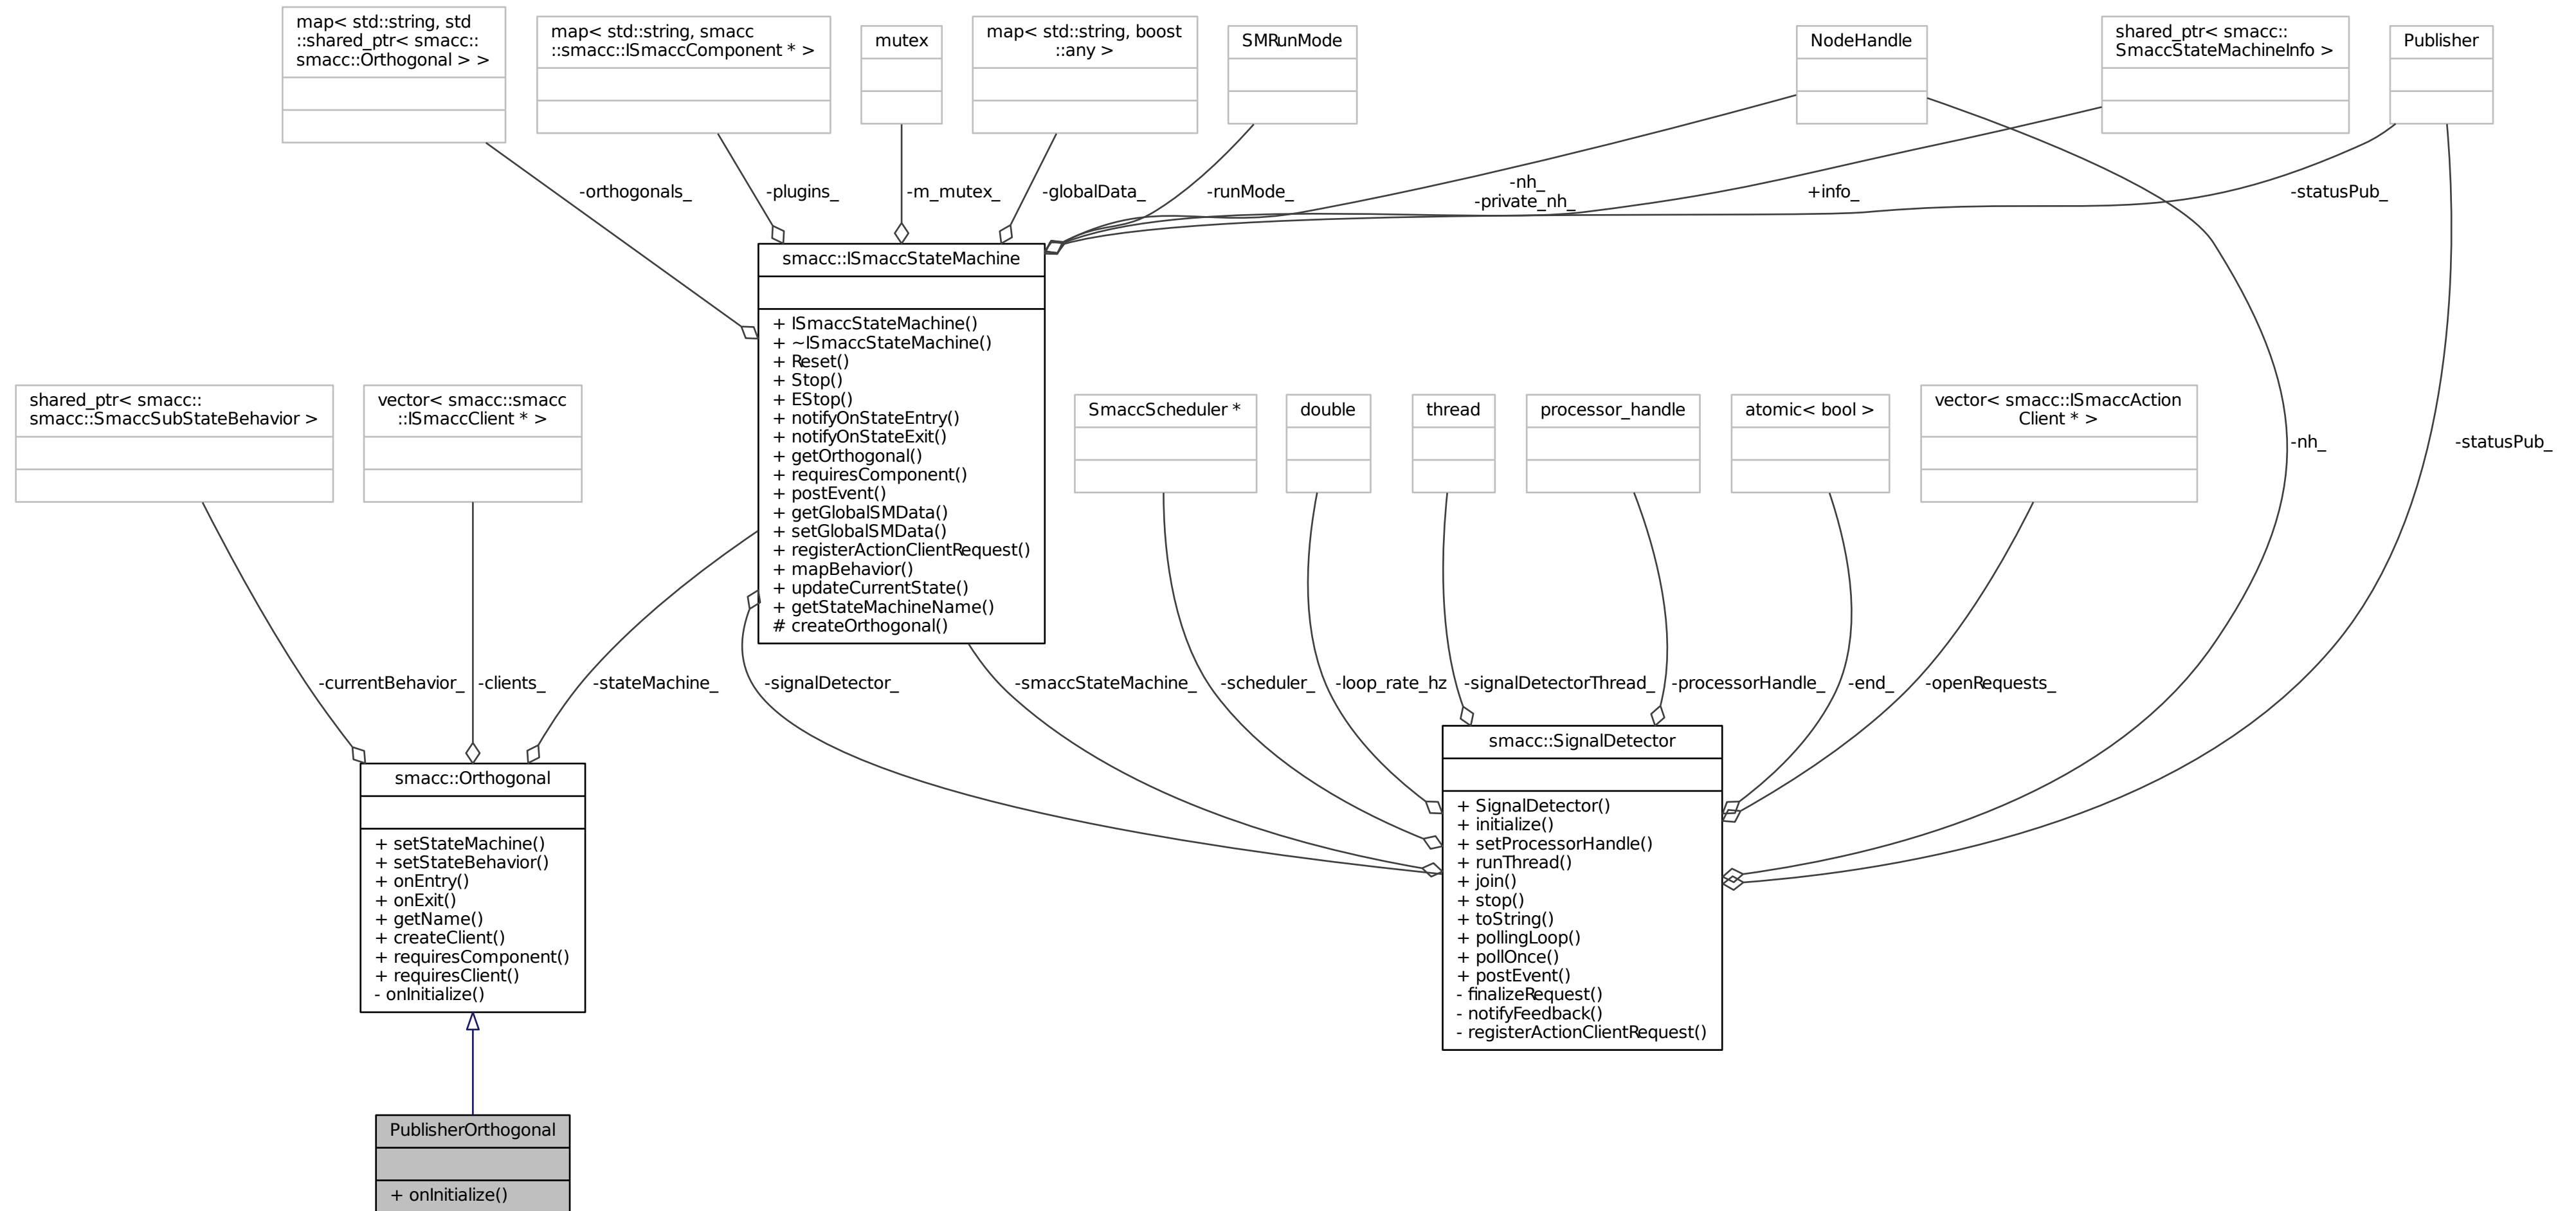 map< std::string, std
::shared_ptr< smacc::
smacc::Orthogonal > >
map< std::string, smacc
::smacc::ISmaccComponent * >
mutex
map< std::string, boost
::any >
SMRunMode
NodeHandle
shared_ptr< smacc::
SmaccStateMachineInfo >
Publisher
-orthogonals_
-plugins_
-m_mutex_
-globalData_
-runMode_
-nh_
-private_nh_
+info_
-statusPub_
smacc::ISmaccStateMachine
+ ISmaccStateMachine()
+ ~ISmaccStateMachine()
+ Reset()
+ Stop()
+ EStop()
+ notifyOnStateEntry()
+ notifyOnStateExit()
+ getOrthogonal()
+ requiresComponent()
+ postEvent()
+ getGlobalSMData()
+ setGlobalSMData()
+ registerActionClientRequest()
+ mapBehavior()
+ updateCurrentState()
+ getStateMachineName()
# createOrthogonal()
shared_ptr< smacc::
smacc::SmaccSubStateBehavior >
vector< smacc::smacc
::ISmaccClient * >
SmaccScheduler *
double
thread
processor_handle
atomic< bool >
vector< smacc::ISmaccAction
Client * >
-nh_
-statusPub_
-currentBehavior_
-clients_
-stateMachine_
-signalDetector_
-smaccStateMachine_
-scheduler_
-loop_rate_hz
-signalDetectorThread_
-processorHandle_
-end_
-openRequests_
smacc::Orthogonal
+ setStateMachine()
+ setStateBehavior()
+ onEntry()
+ onExit()
+ getName()
+ createClient()
+ requiresComponent()
+ requiresClient()
- onInitialize()
smacc::SignalDetector
+ SignalDetector()
+ initialize()
+ setProcessorHandle()
+ runThread()
+ join()
+ stop()
+ toString()
+ pollingLoop()
+ pollOnce()
+ postEvent()
- finalizeRequest()
- notifyFeedback()
- registerActionClientRequest()
PublisherOrthogonal
+ onInitialize()